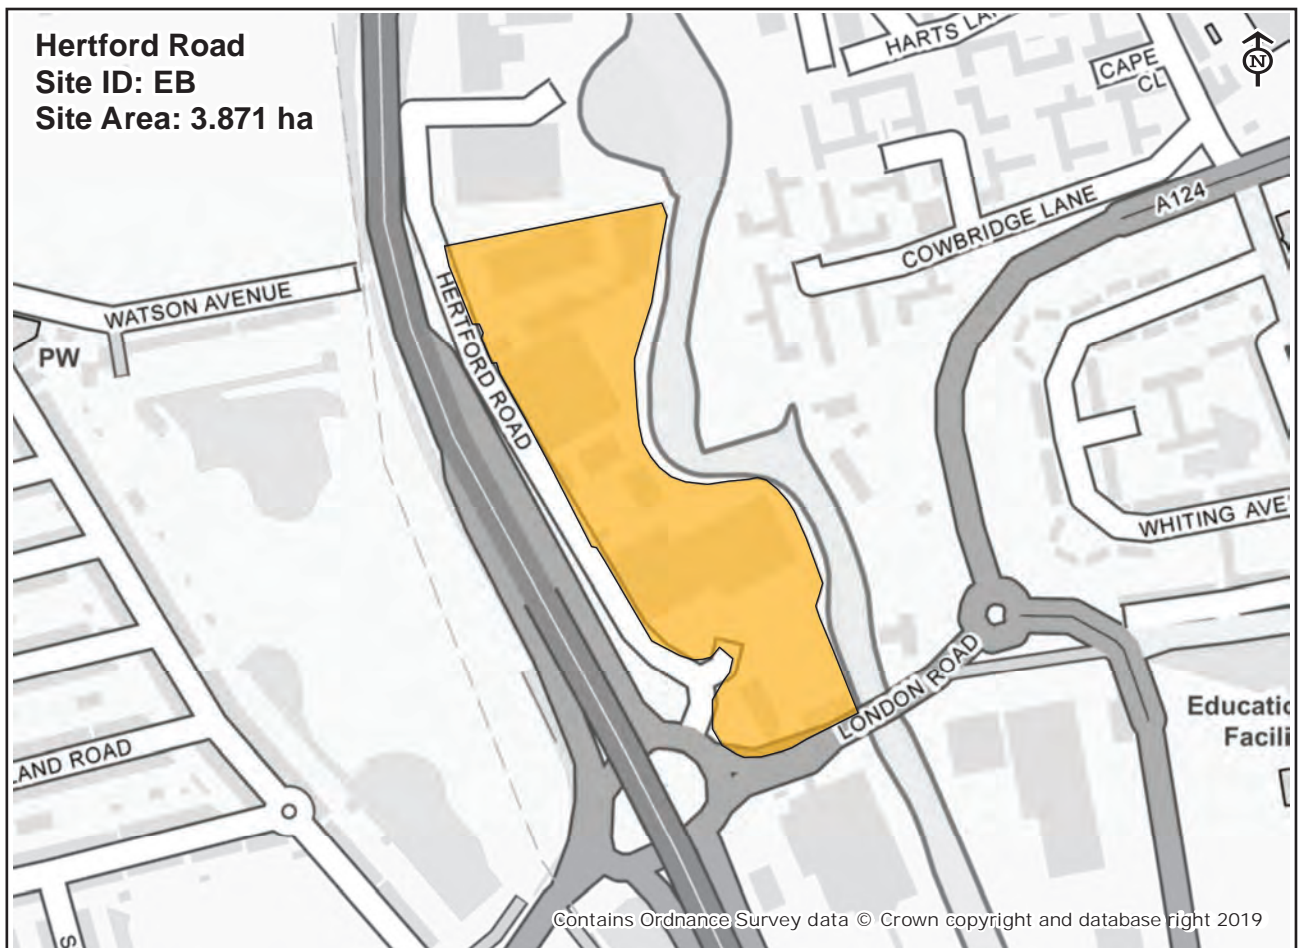 Hertford Road
Site ID: EB
Site Area: 3.871 ha
HARTS LA
CAPE
CL
N
COWBRIDGE LANE
A124
WATSON AVENUE
PW
HERTFORD ROAD
WHITING AVE
LONDON ROAD
Educatio
Facili
LAND ROAD
S
Contains Ordnance Survey data © Crown copyright and database right 2019